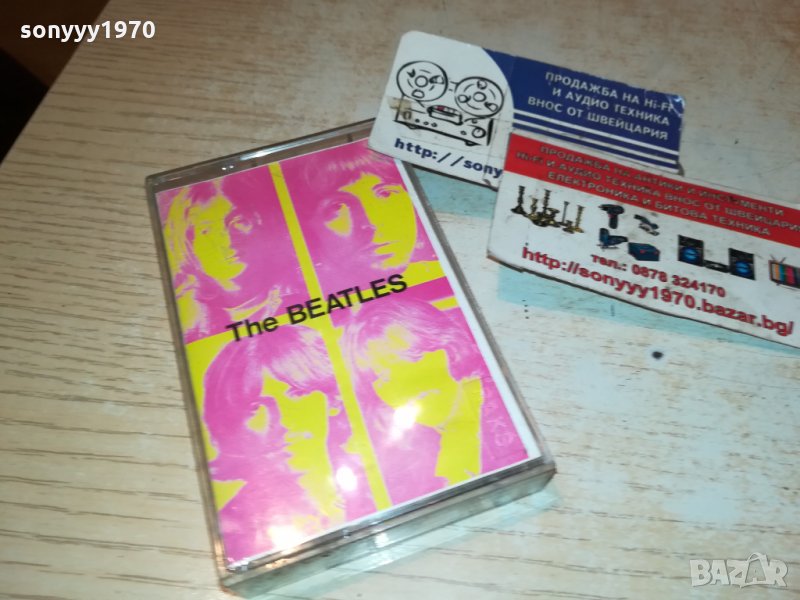 sonyyy1970
ПРОДАЖБА НА Hi-Fi
И АУДИО ТЕХНИКА
ВНОС ОТ ШВЕЙЦАРИЯ
http://sony
ПРОДАЖБА НА АНТИКИ И ИНСТРУМЕНТИ
Hi-Fi И АУДИО ТЕХНИКА ВНОС ОТ ШВЕЙЦАРИЯ
ЕЛЕКТРОНИКА И БИТОВА ТЕХНИКА
тел.: 0878 324170
http://sonyyy1970.bazar.bg/
The BEATLES
BAZAR